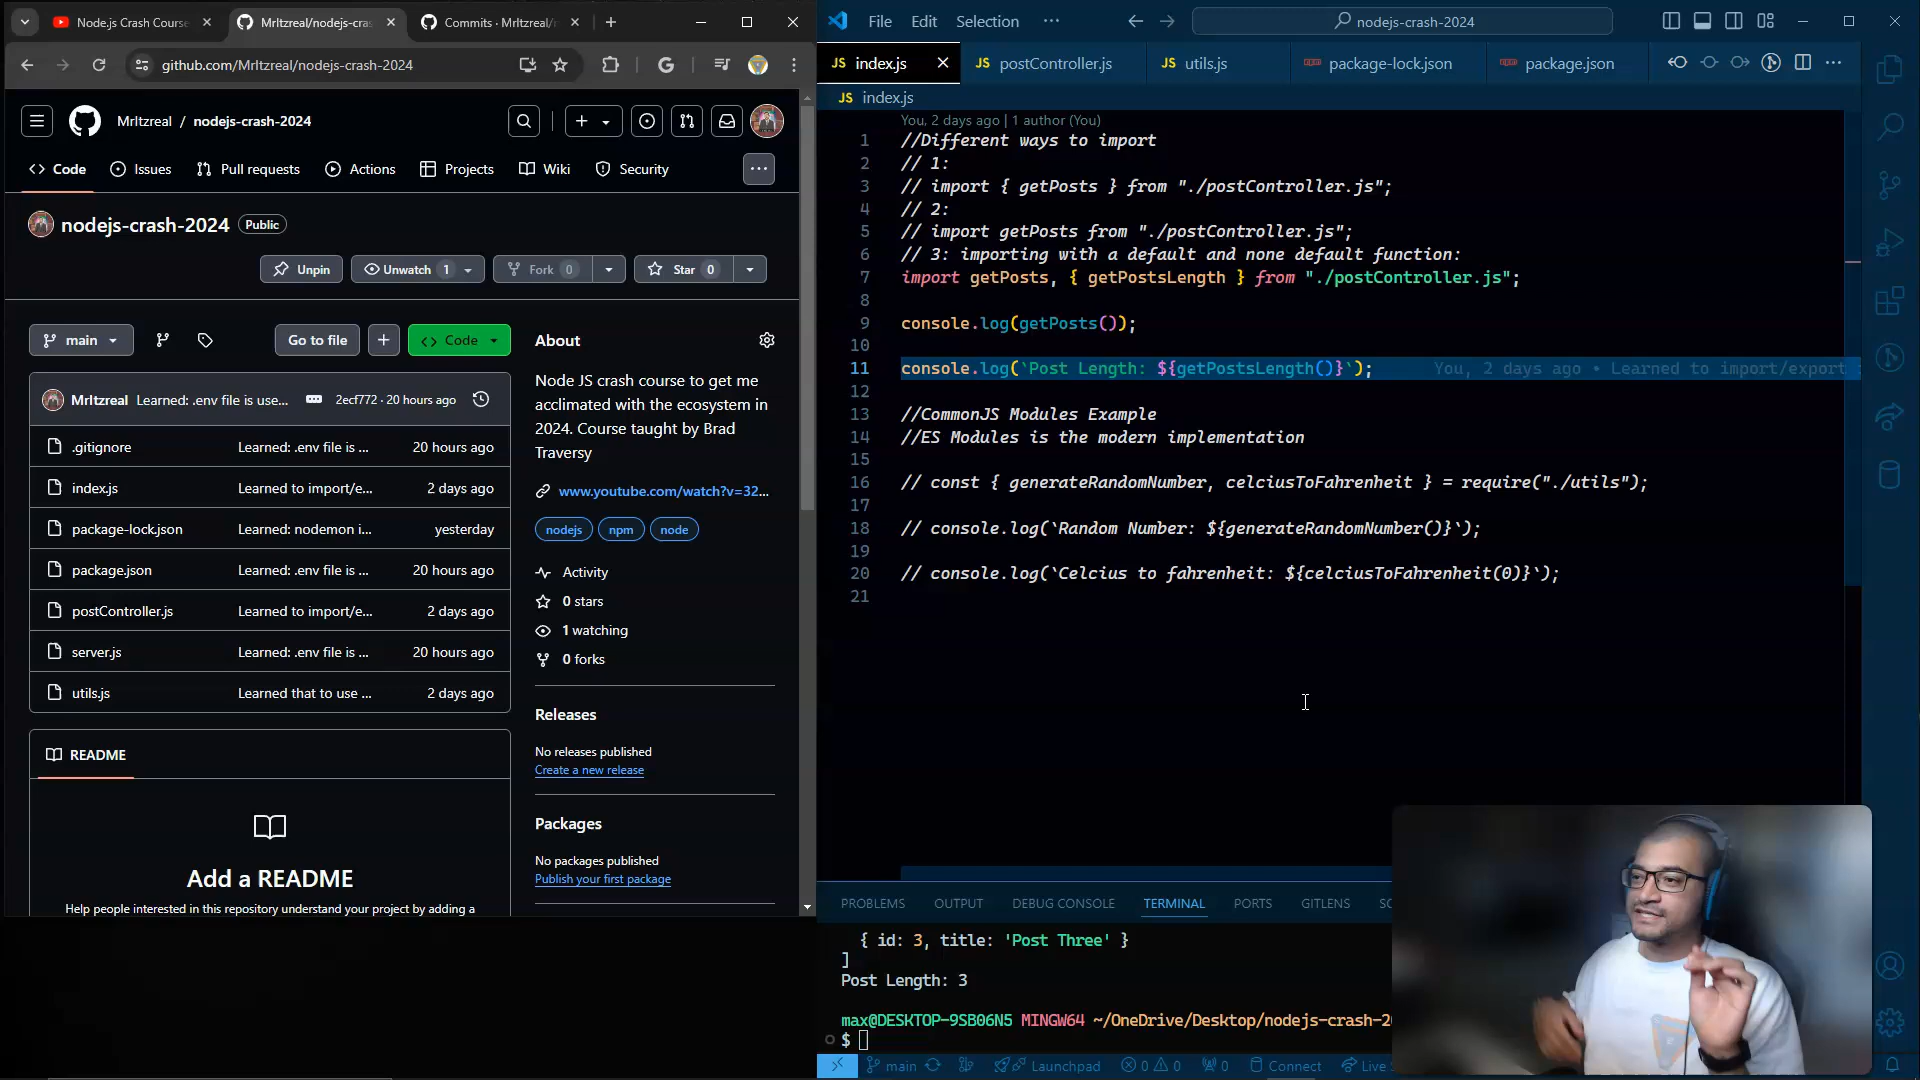 Node.js Crash Course
MrItzreal/nodejs-cras
Commits · MrItzreal/n
github.com/MrItzreal/nodejs-crash-2024
MrItzreal / nodejs-crash-2024
Code
Issues
Pull requests
Actions
Projects
Wiki
Security
nodejs-crash-2024
Public
Unpin
Unwatch 1
Fork 0
Star 0
main
Go to file
Code
MrItzreal Learned: .env file is use... 2ecf772 · 20 hours ago
.gitignore Learned: .env file is ... 20 hours ago
index.js Learned to import/e... 2 days ago
package-lock.json Learned: nodemon i... yesterday
package.json Learned: .env file is ... 20 hours ago
postController.js Learned to import/e... 2 days ago
server.js Learned: .env file is ... 20 hours ago
utils.js Learned that to use ... 2 days ago
README
Add a README
Help people interested in this repository understand your project by adding a
About
Node JS crash course to get me
acclimated with the ecosystem in
2024. Course taught by Brad
Traversy
www.youtube.com/watch?v=32...
nodejs npm node
Activity
0 stars
1 watching
0 forks
Releases
No releases published
Create a new release
Packages
No packages published
Publish your first package
File Edit Selection ···
nodejs-crash-2024
JS index.js
JS postController.js
JS utils.js
package-lock.json
package.json
JS index.js
You, 2 days ago | 1 author (You)
1 //Different ways to import
2 // 1:
3 // import { getPosts } from "./postController.js";
4 // 2:
5 // import getPosts from "./postController.js";
6 // 3: importing with a default and none default function:
7 import getPosts, { getPostsLength } from "./postController.js";
8
9 console.log(getPosts());
10
11 console.log(`Post Length: ${getPostsLength()}`); You, 2 days ago • Learned to import/export
12
13 //CommonJS Modules Example
14 //ES Modules is the modern implementation
15
16 // const { generateRandomNumber, celciusToFahrenheit } = require("./utils");
17
18 // console.log(`Random Number: ${generateRandomNumber()}`);
19
20 // console.log(`Celcius to fahrenheit: ${celciusToFahrenheit(0)}`);
21
PROBLEMS OUTPUT DEBUG CONSOLE TERMINAL PORTS GITLENS
{ id: 3, title: 'Post Three' }
]
Post Length: 3
max@DESKTOP-9SB06N5 MINGW64 ~/OneDrive/Desktop/nodejs-crash-2
$
main Launchpad 0 0 0 Connect Live